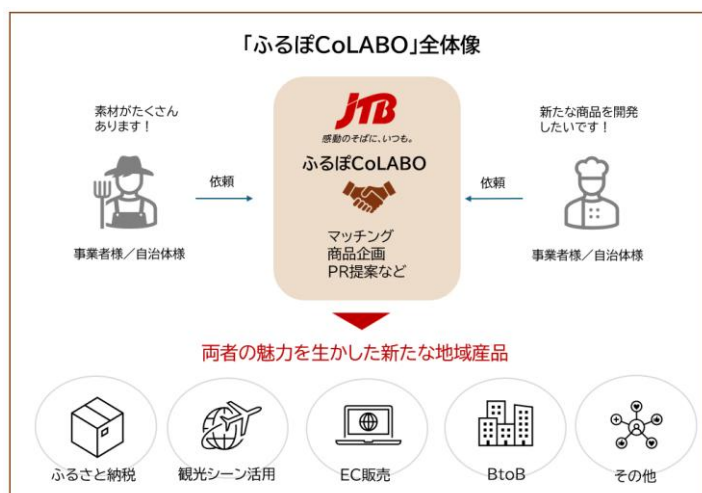 「ふるぽCoLABO」全体像
素材がたくさん
あります！
JTB
感動のそばに、いつも。
ふるぽCoLABO
新たな商品を開発
したいです！
依頼
依頼
マッチング
商品企画
PR提案など
事業者様／自治体様
事業者様／自治体様
両者の魅力を生かした新たな地域産品
ふるさと納税
観光シーン活用
EC販売
BtoB
その他